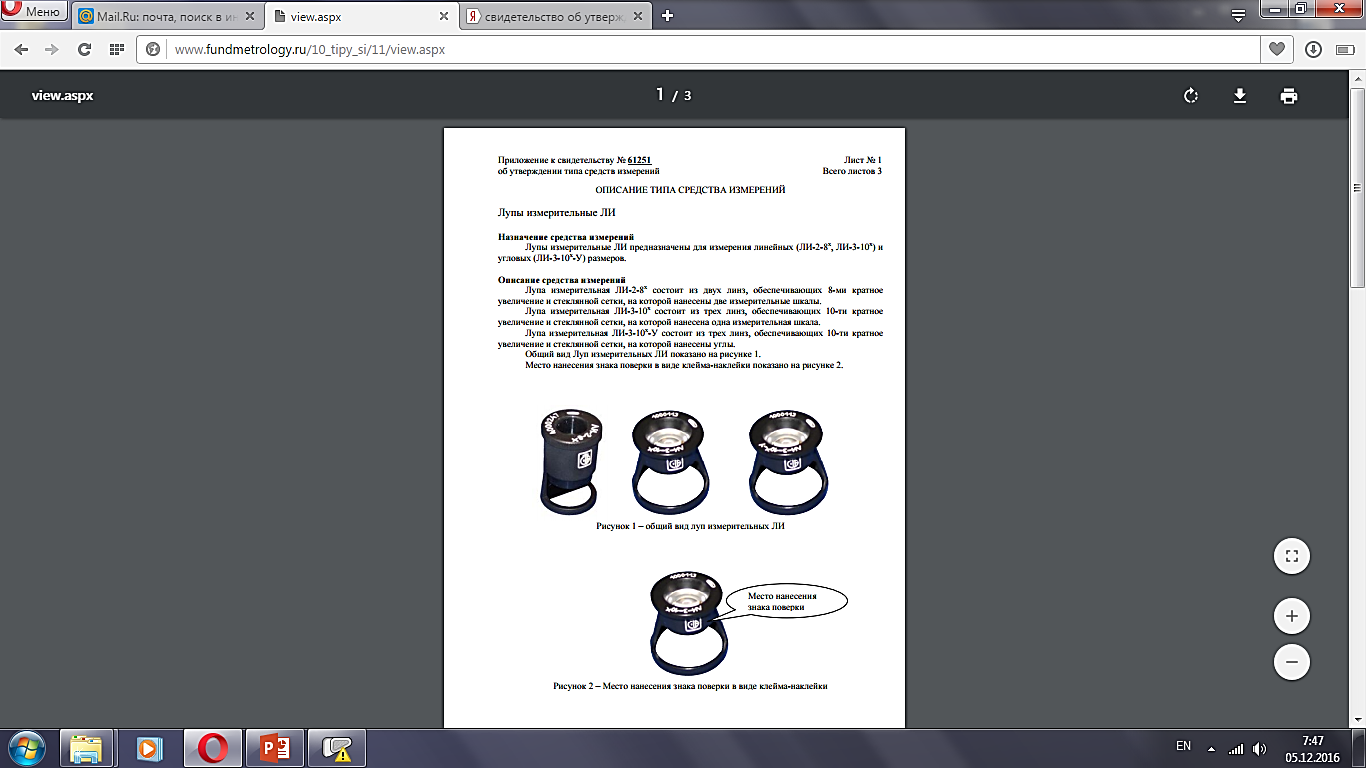 Меню
Mail.Ru: почта, поиск в ин
view.aspx
свидетельство об утверж
www.fundmetrology.ru/10_tipy_si/11/view.aspx
view.aspx
1 / 3
Приложение к свидетельству № 61251
Лист № 1
об утверждении типа средств измерений
Всего листов 3
ОПИСАНИЕ ТИПА СРЕДСТВА ИЗМЕРЕНИЙ
Лупы измерительные ЛИ
Назначение средства измерений
Лупы измерительные ЛИ предназначены для измерения линейных (ЛИ-2-8х, ЛИ-3-10х) и
угловых (ЛИ-3-10х-У) размеров.
Описание средства измерений
Лупа измерительная ЛИ-2-8х состоит из двух линз, обеспечивающих 8-ми кратное
увеличение и стеклянной сетки, на которой нанесены две измерительные шкалы.
Лупа измерительная ЛИ-3-10х состоит из трех линз, обеспечивающих 10-ти кратное
увеличение и стеклянной сетки, на которой нанесена одна измерительная шкала.
Лупа измерительная ЛИ-3-10х-У состоит из трех линз, обеспечивающих 10-ти кратное
увеличение и стеклянной сетки, на которой нанесены углы.
Общий вид Луп измерительных ЛИ показано на рисунке 1.
Место нанесения знака поверки в виде клейма-наклейки показано на рисунке 2.
Рисунок 1 – общий вид луп измерительных ЛИ
Место нанесения
знака поверки
Рисунок 2 – Место нанесения знака поверки в виде клейма-наклейки
EN
7:47
05.12.2016